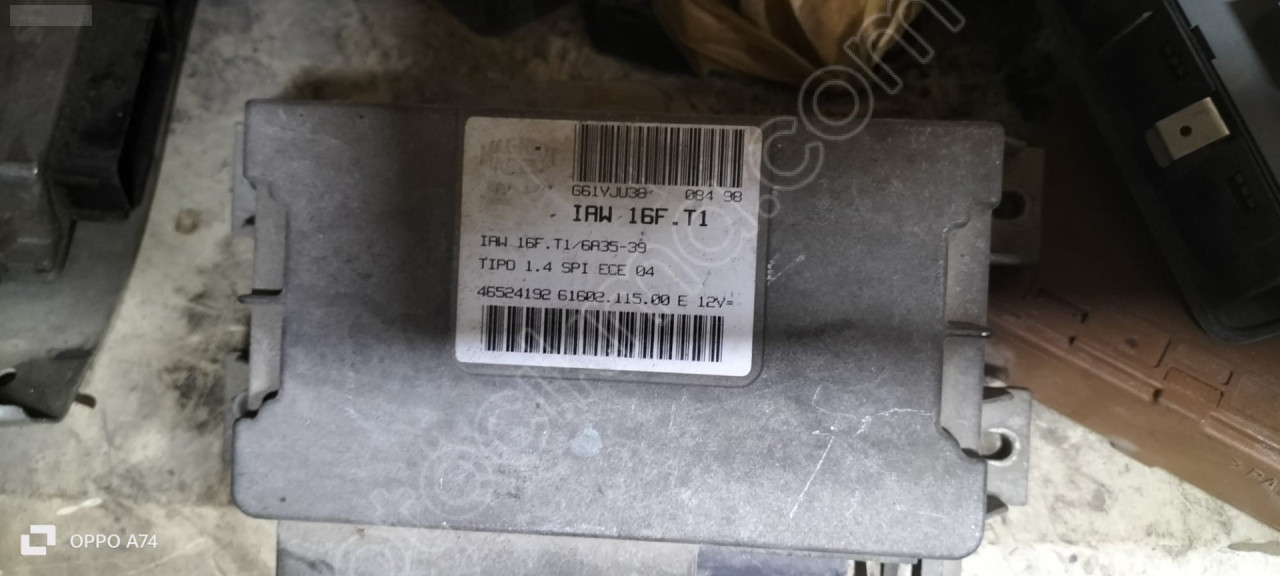 G61VJU38 084 98
IAW 16F.T1
IAW 16F.T1/6A35-39
TIPO 1.4 SPI ECE 04
46524192 61602.115.00 E 12V=
OPPO A74